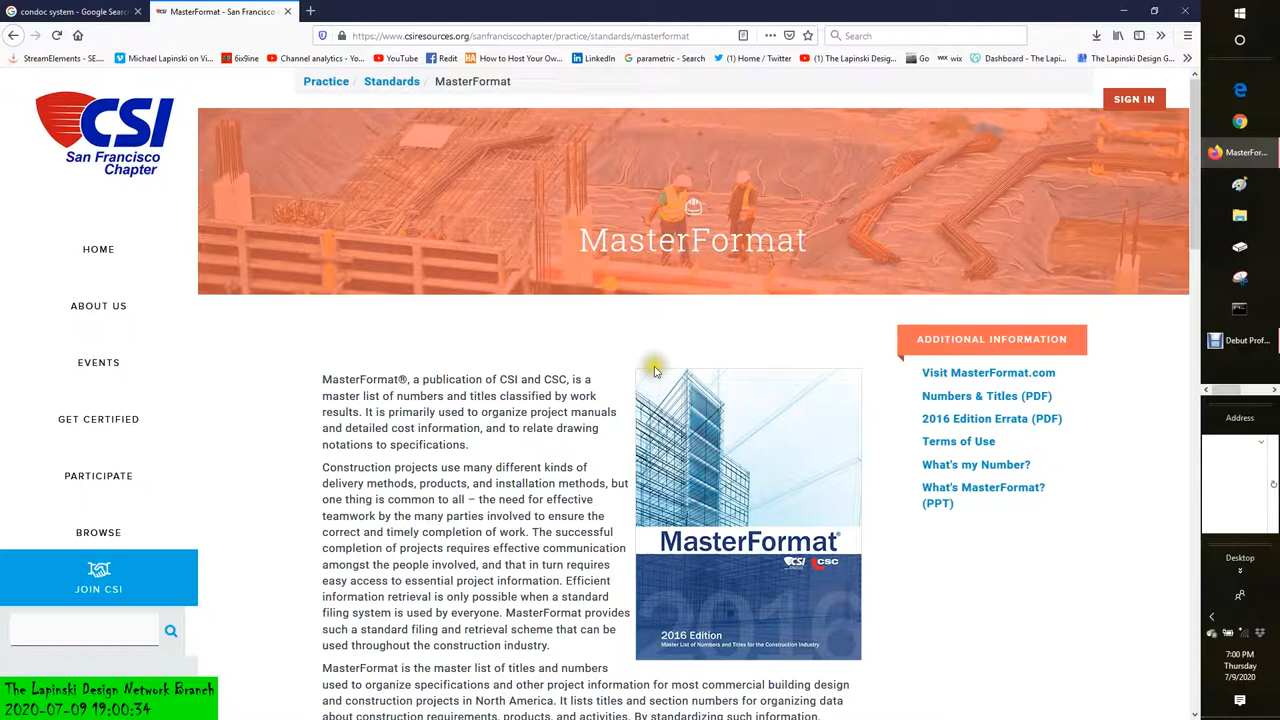 condoc system - Google Search
MasterFormat - San Francisco
https://www.csiresources.org/sanfranciscochapter/practice/standards/masterformat
Search
StreamElements - SE...
Michael Lapinski on V...
6ix9ine
Channel analytics - Yo...
YouTube
Redit
How to Host Your Ow...
LinkedIn
parametric - Search
(1) Home / Twitter
(1) The Lapinski Desig...
Go
wix
Dashboard - The Lapi...
The Lapinski Design G...
Practice / Standards / MasterFormat
SIGN IN
CSI
San Francisco
Chapter
MasterFormat
HOME
ABOUT US
EVENTS
GET CERTIFIED
PARTICIPATE
BROWSE
JOIN CSI
MasterFormat®, a publication of CSI and CSC, is a
master list of numbers and titles classified by work
results. It is primarily used to organize project manuals
and detailed cost information, and to relate drawing
notations to specifications.
Construction projects use many different kinds of
delivery methods, products, and installation methods, but
one thing is common to all – the need for effective
teamwork by the many parties involved to ensure the
correct and timely completion of work. The successful
completion of projects requires effective communication
amongst the people involved, and that in turn requires
easy access to essential project information. Efficient
information retrieval is only possible when a standard
filing system is used by everyone. MasterFormat provides
such a standard filing and retrieval scheme that can be
used throughout the construction industry.
MasterFormat is the master list of titles and numbers
used to organize specifications and other project information for most commercial building design
and construction projects in North America. It lists titles and section numbers for organizing data
about construction requirements, products, and activities. By standardizing such information,
MasterFormat®
CSI CSC
2016
2016 Edition
Master List of Numbers and Titles for the Construction Industry
ADDITIONAL INFORMATION
Visit MasterFormat.com
Numbers & Titles (PDF)
2016 Edition Errata (PDF)
Terms of Use
What's my Number?
What's MasterFormat?
(PPT)
MasterFor...
Debut Prof...
Address
Desktop
7:00 PM
Thursday
7/9/2020
The Lapinski Design Network Branch
2020-07-09 19:00:34